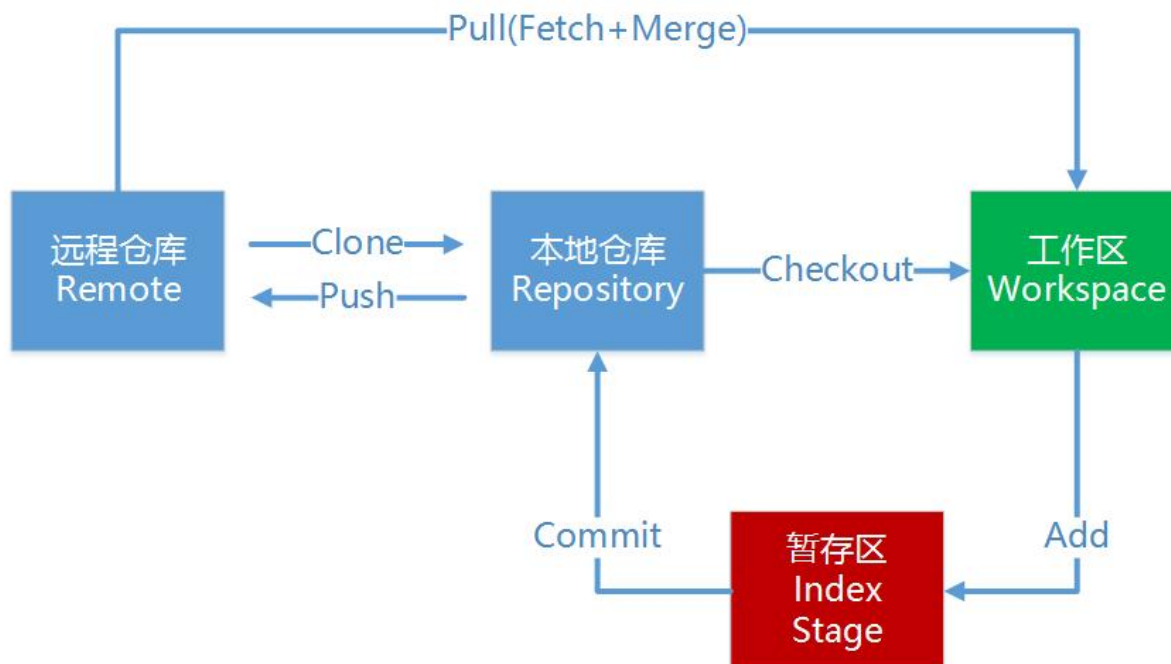 Pull(Fetch+Merge)
远程仓库
Remote
Clone
Push
本地仓库
Repository
Checkout
工作区
Workspace
Commit
暂存区
Index
Stage
Add